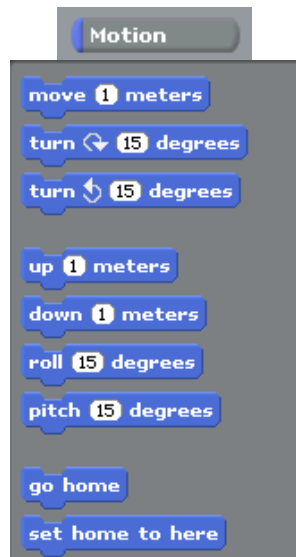 Motion
move 1 meters
turn 15 degrees
turn 15 degrees
up 1 meters
down 1 meters
roll 15 degrees
pitch 15 degrees
go home
set home to here